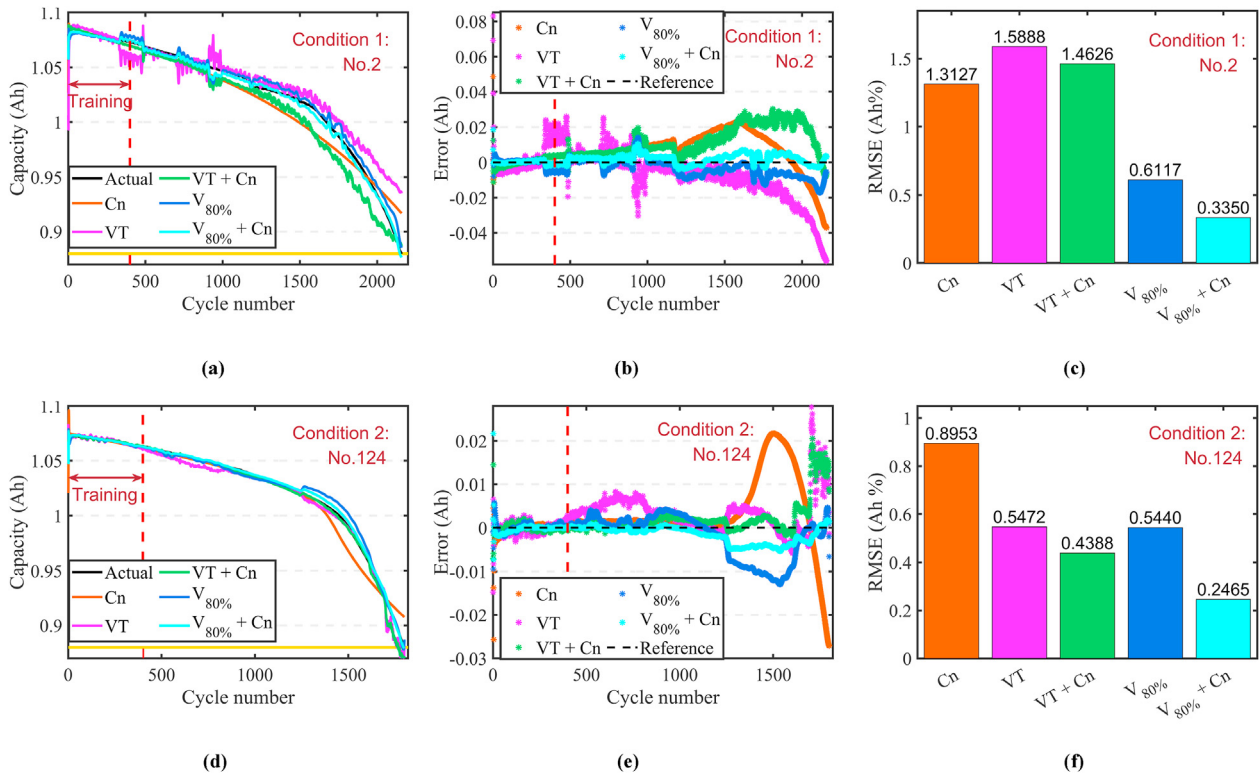 1.1
1.05
1
0.95
0.9
Capacity (Ah)
Condition 1:
No.2
Training
Actual
Cn
VT
VT + Cn
V80%
V80% + Cn
0 500 1000 1500 2000
Cycle number
(a)
0.08
0.06
0.04
0.02
0
-0.02
-0.04
Error (Ah)
Cn
VT
VT + Cn
V80%
V80% + Cn
Reference
Condition 1:
No.2
0 500 1000 1500 2000
Cycle number
(b)
1.5
1
0.5
0
RMSE (Ah%)
Condition 1:
No.2
1.3127
1.5888
1.4626
0.6117
0.3350
Cn
VT
VT + Cn
V80%
V80% + Cn
(c)
1.1
1.05
1
0.95
0.9
Capacity (Ah)
Condition 2:
No.124
Training
Actual
Cn
VT
VT + Cn
V80%
V80% + Cn
0 500 1000 1500
Cycle number
(d)
0.02
0.01
0
-0.01
-0.02
-0.03
Error (Ah)
Condition 2:
No.124
Cn
VT
VT + Cn
V80%
V80% + Cn
Reference
0 500 1000 1500
Cycle number
(e)
1
0.8
0.6
0.4
0.2
0
RMSE (Ah %)
Condition 2:
No.124
0.8953
0.5472
0.4388
0.5440
0.2465
Cn
VT
VT + Cn
V80%
V80% + Cn
(f)